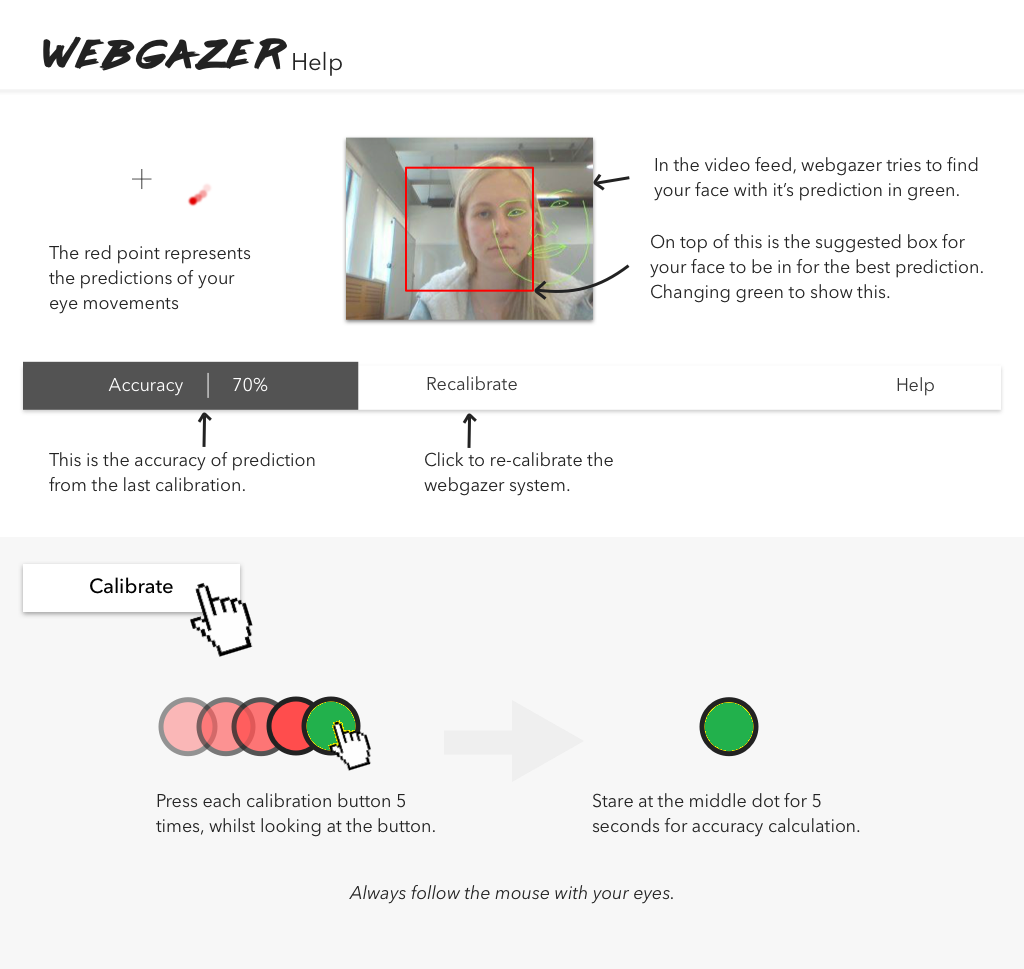 WEBGAZER Help
In the video feed, webgazer tries to find
your face with it's prediction in green.
On top of this is the suggested box for
your face to be in for the best prediction.
Changing green to show this.
The red point represents
the predictions of your
eye movements
Accuracy | 70%
Recalibrate
Help
This is the accuracy of prediction
from the last calibration.
Click to re-calibrate the
webgazer system.
Calibrate
Press each calibration button 5
times, whilst looking at the button.
Stare at the middle dot for 5
seconds for accuracy calculation.
Always follow the mouse with your eyes.